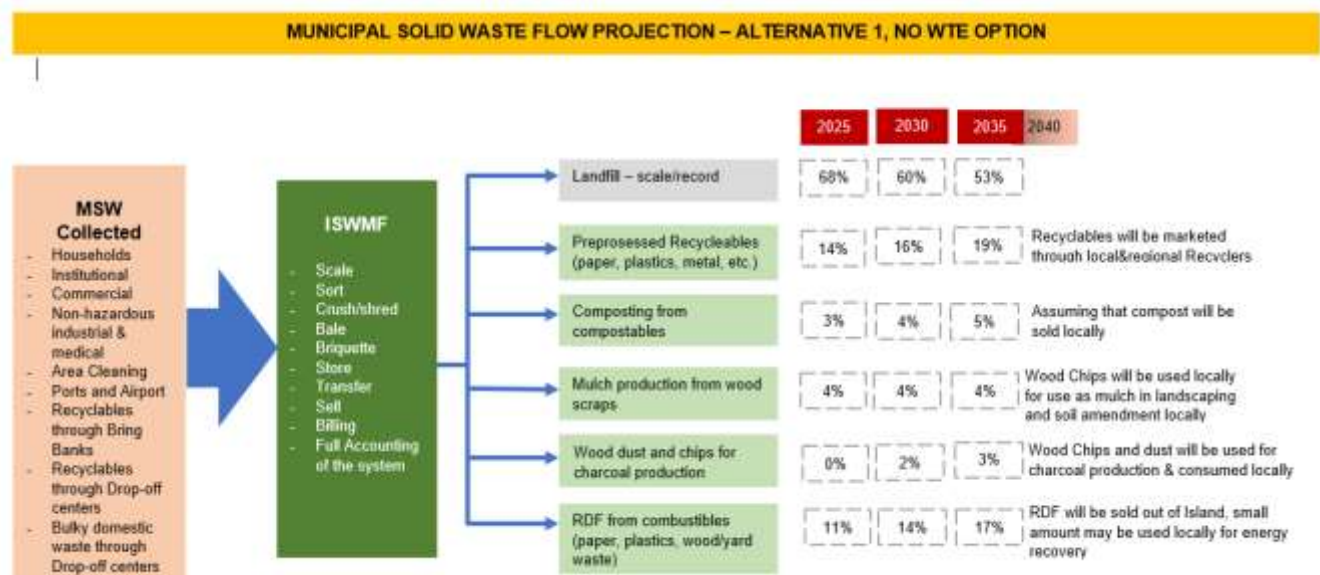 MUNICIPAL SOLID WASTE FLOW PROJECTION – ALTERNATIVE 1, NO WTE OPTION
2025 2030 2035 2040
MSW
Collected
- Households
- Institutional
- Commercial
- Non-hazardous
industrial &
medical
- Area Cleaning
- Ports and Airport
- Recyclables
through Bring
Banks
- Recyclables
through Drop-off
centers
- Bulky domestic
waste through
Drop-off centers
ISWMF
- Scale
- Sort
- Crush/shred
- Bale
- Briquette
- Store
- Transfer
- Sell
- Billing
- Full Accounting
of the system
Landfill – scale/record
68% 60% 53%
Preprosessed Recycleables
(paper, plastics, metal, etc.)
14% 16% 19%
Recyclables will be marketed
through local&regional Recyclers
Composting from
compostables
3% 4% 5%
Assuming that compost will be
sold locally
Mulch production from wood
scraps
4% 4% 4%
Wood Chips will be used locally
for use as mulch in landscaping
and soil amendment locally
Wood dust and chips for
charcoal production
0% 2% 3%
Wood Chips and dust will be used for
charcoal production & consumed locally
RDF from combustibles
(paper, plastics, wood/yard
waste)
11% 14% 17%
RDF will be sold out of Island, small
amount may be used locally for energy
recovery